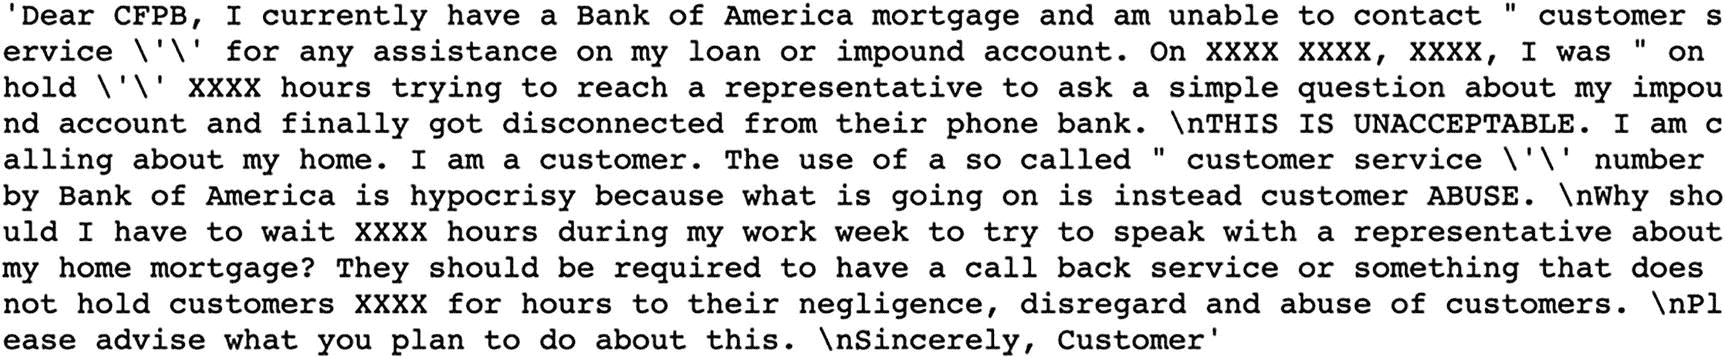 'Dear CFPB, I currently have a Bank of America mortgage and am unable to contact " customer s
ervice \'\' for any assistance on my loan or impound account. On XXXX XXXX, XXXX, I was " on
hold \'\' XXXX hours trying to reach a representative to ask a simple question about my impou
nd account and finally got disconnected from their phone bank. \nTHIS IS UNACCEPTABLE. I am c
alling about my home. I am a customer. The use of a so called " customer service \'\' number
by Bank of America is hypocrisy because what is going on is instead customer ABUSE. \nWhy sho
uld I have to wait XXXX hours during my work week to try to speak with a representative about
my home mortgage? They should be required to have a call back service or something that does
not hold customers XXXX for hours to their negligence, disregard and abuse of customers. \nPl
ease advise what you plan to do about this. \nSincerely, Customer'